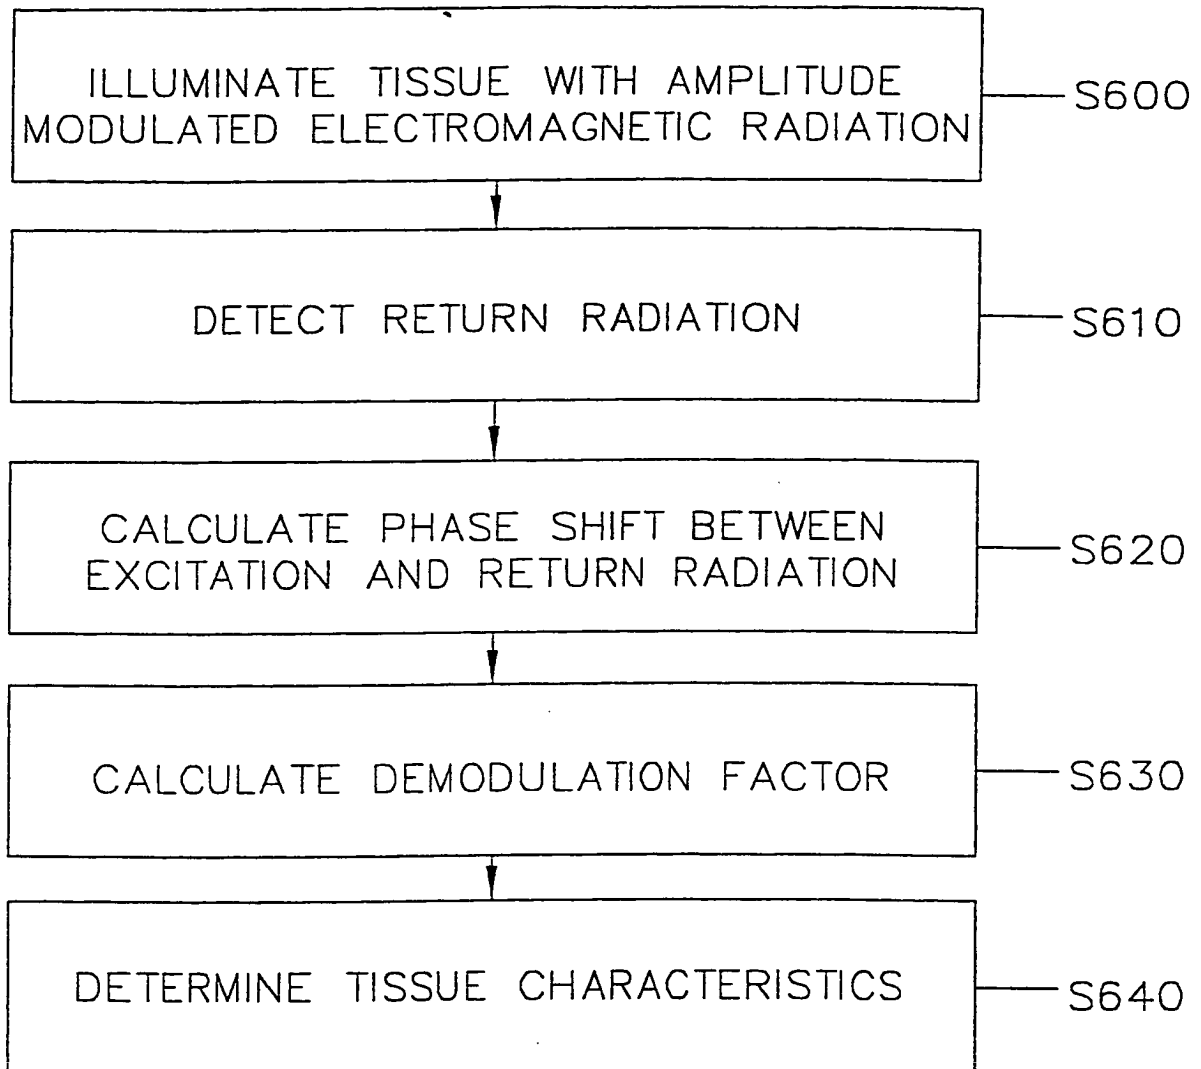 ILLUMINATE TISSUE WITH AMPLITUDE
MODULATED ELECTROMAGNETIC RADIATION
S600
DETECT RETURN RADIATION
S610
CALCULATE PHASE SHIFT BETWEEN
EXCITATION AND RETURN RADIATION
S620
CALCULATE DEMODULATION FACTOR
S630
DETERMINE TISSUE CHARACTERISTICS
S640